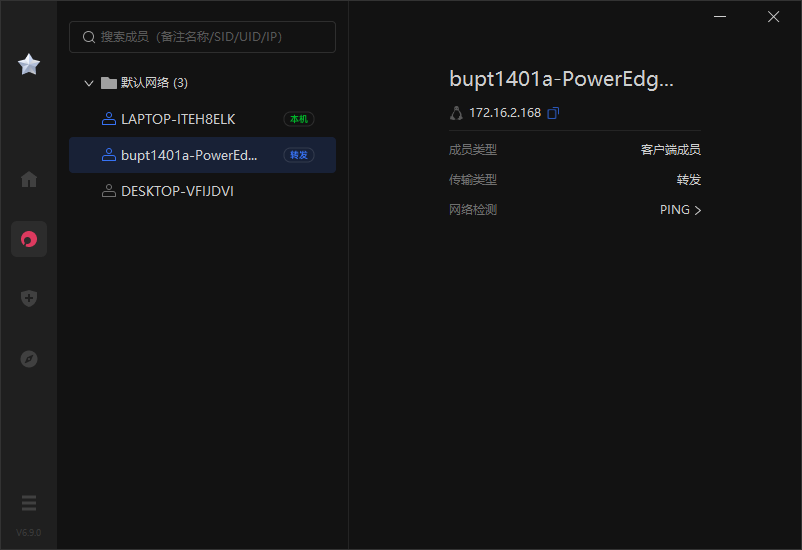 搜索成员（备注名称/SID/UID/IP）
默认网络 (3)
LAPTOP-ITEH8ELK 本机
bupt1401a-PowerEd... 转发
DESKTOP-VFIJDVI
V6.9.0
bupt1401a-PowerEdg...
172.16.2.168
成员类型 客户端成员
传输类型 转发
网络检测 PING